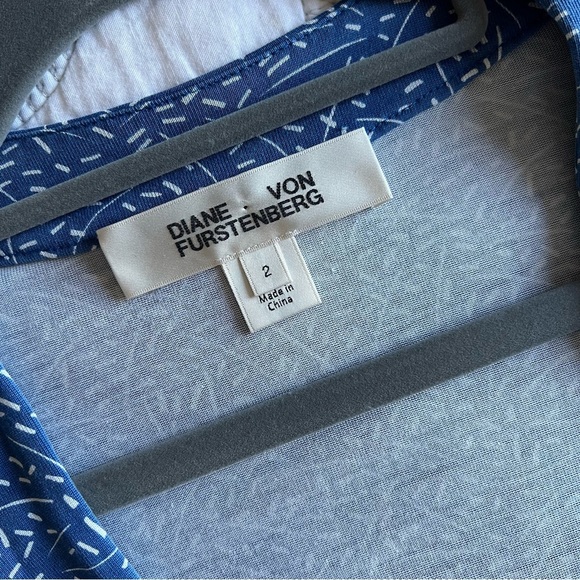 DIANE · VON
FURSTENBERG
2
Made in
China